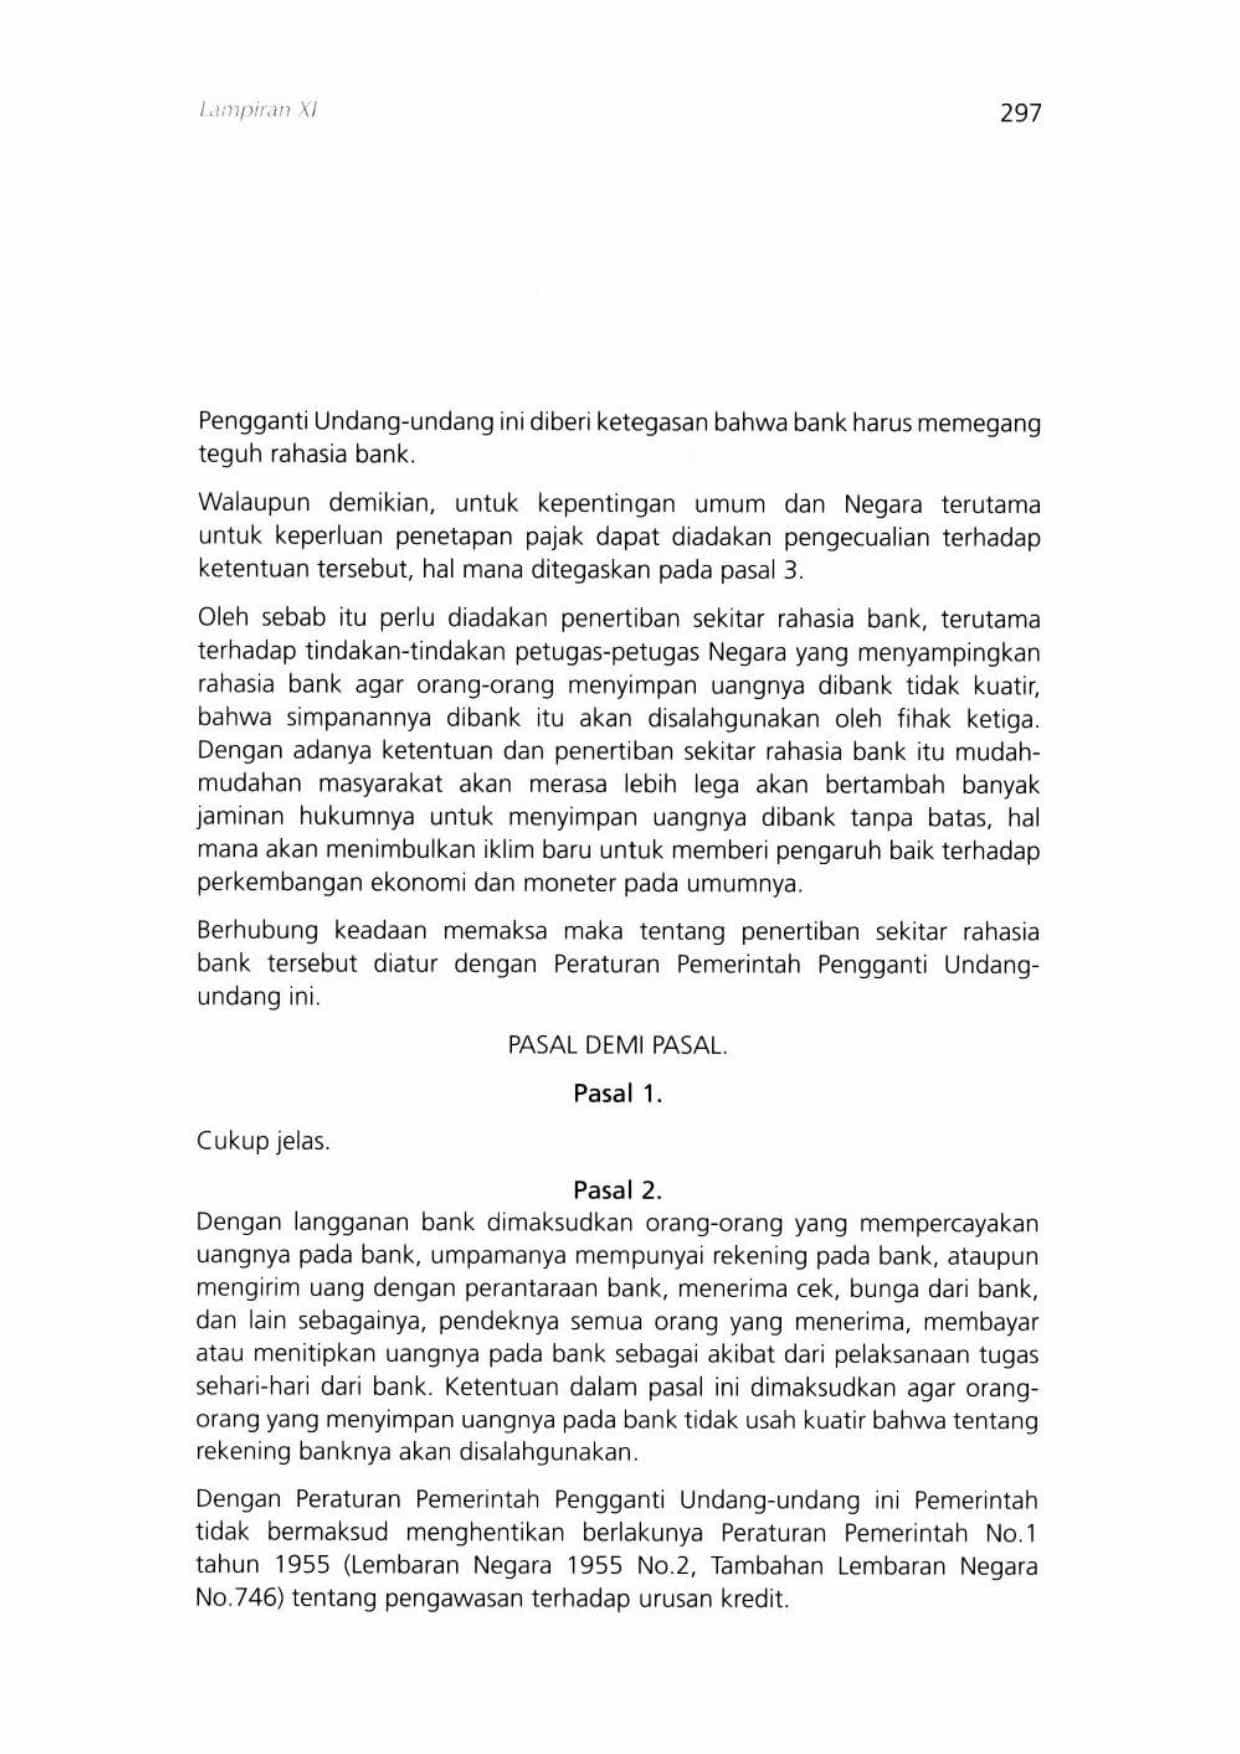 Lampiran XI
297
Pengganti Undang-undang ini diberi ketegasan bahwa bank harus memegang
teguh rahasia bank.
Walaupun demikian, untuk kepentingan umum dan Negara terutama
untuk keperluan penetapan pajak dapat diadakan pengecualian terhadap
ketentuan tersebut, hal mana ditegaskan pada pasal 3.
Oleh sebab itu perlu diadakan penertiban sekitar rahasia bank, terutama
terhadap tindakan-tindakan petugas-petugas Negara yang menyampingkan
rahasia bank agar orang-orang menyimpan uangnya dibank tidak kuatir,
bahwa simpanannya dibank itu akan disalahgunakan oleh fihak ketiga.
Dengan adanya ketentuan dan penertiban sekitar rahasia bank itu mudah-
mudahan masyarakat akan merasa lebih lega akan bertambah banyak
jaminan hukumnya untuk menyimpan uangnya dibank tanpa batas, hal
mana akan menimbulkan iklim baru untuk memberi pengaruh baik terhadap
perkembangan ekonomi dan moneter pada umumnya.
Berhubung keadaan memaksa maka tentang penertiban sekitar rahasia
bank tersebut diatur dengan Peraturan Pemerintah Pengganti Undang-
undang ini.
PASAL DEMI PASAL.
Pasal 1.
Cukup jelas.
Pasal 2.
Dengan langganan bank dimaksudkan orang-orang yang mempercayakan
uangnya pada bank, umpamanya mempunyai rekening pada bank, ataupun
mengirim uang dengan perantaraan bank, menerima cek, bunga dari bank,
dan lain sebagainya, pendeknya semua orang yang menerima, membayar
atau menitipkan uangnya pada bank sebagai akibat dari pelaksanaan tugas
sehari-hari dari bank. Ketentuan dalam pasal ini dimaksudkan agar orang-
orang yang menyimpan uangnya pada bank tidak usah kuatir bahwa tentang
rekening banknya akan disalahgunakan.
Dengan Peraturan Pemerintah Pengganti Undang-undang ini Pemerintah
tidak bermaksud menghentikan berlakunya Peraturan Pemerintah No.1
tahun 1955 (Lembaran Negara 1955 No.2, Tambahan Lembaran Negara
No.746) tentang pengawasan terhadap urusan kredit.